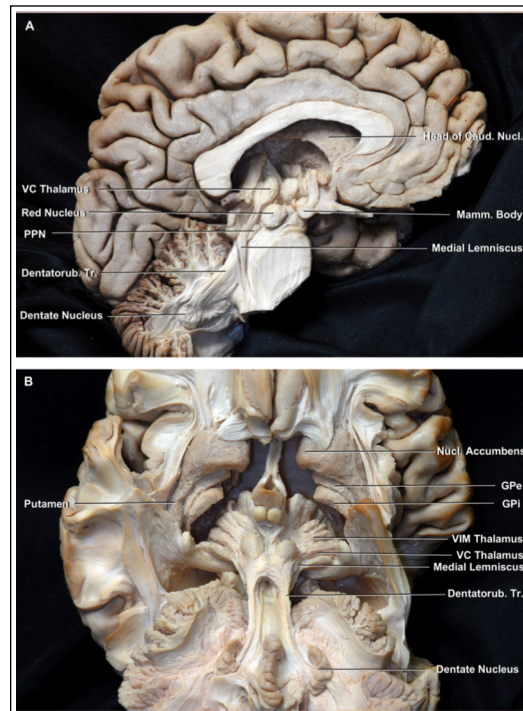 A
Head of Caud. Nucl.
VC Thalamus
Red Nucleus
Mamm. Body
PPN
Medial Lemniscus
Dentatorub. Tr.
Dentate Nucleus
B
Nucl. Accumbens
GPe
Putamen
GPi
VIM Thalamus
VC Thalamus
Medial Lemniscus
Dentatorub. Tr.
Dentate Nucleus